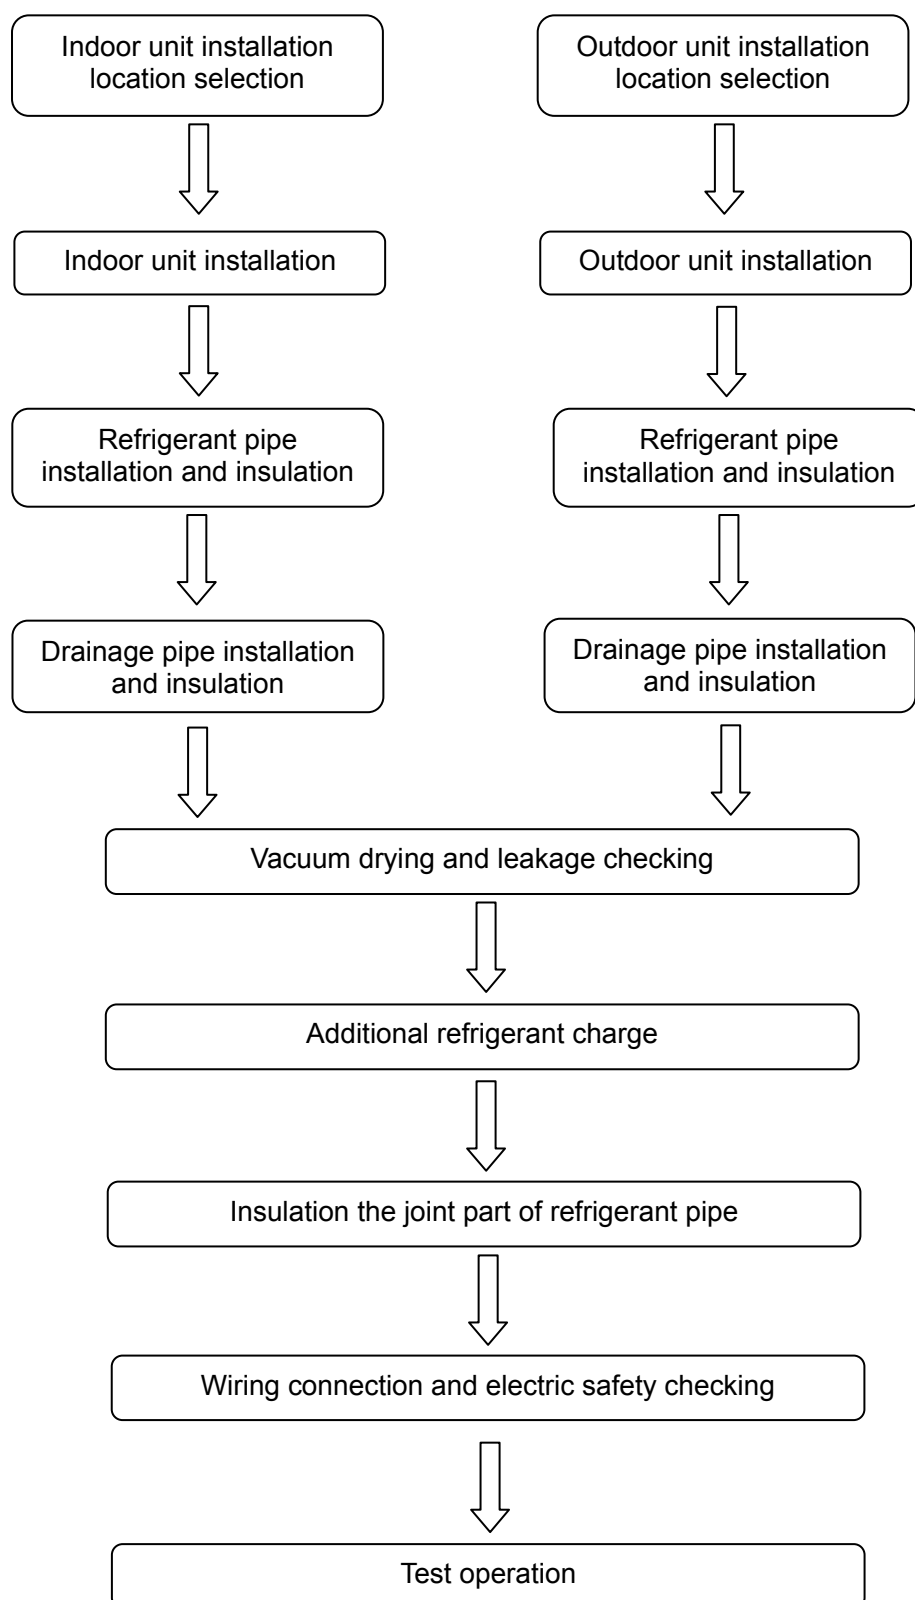 Indoor unit installation
location selection
Outdoor unit installation
location selection
Indoor unit installation
Outdoor unit installation
Refrigerant pipe
installation and insulation
Refrigerant pipe
installation and insulation
Drainage pipe installation
and insulation
Drainage pipe installation
and insulation
Vacuum drying and leakage checking
Additional refrigerant charge
Insulation the joint part of refrigerant pipe
Wiring connection and electric safety checking
Test operation